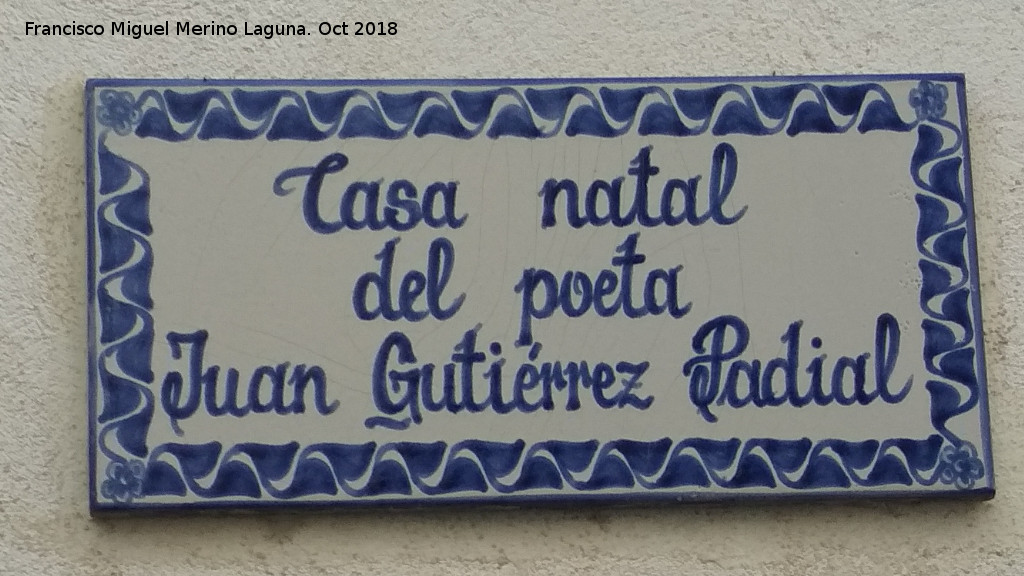 Francisco Miguel Merino Laguna. Oct 2018
Casa natal
del poeta
Juan Gutiérrez Padial